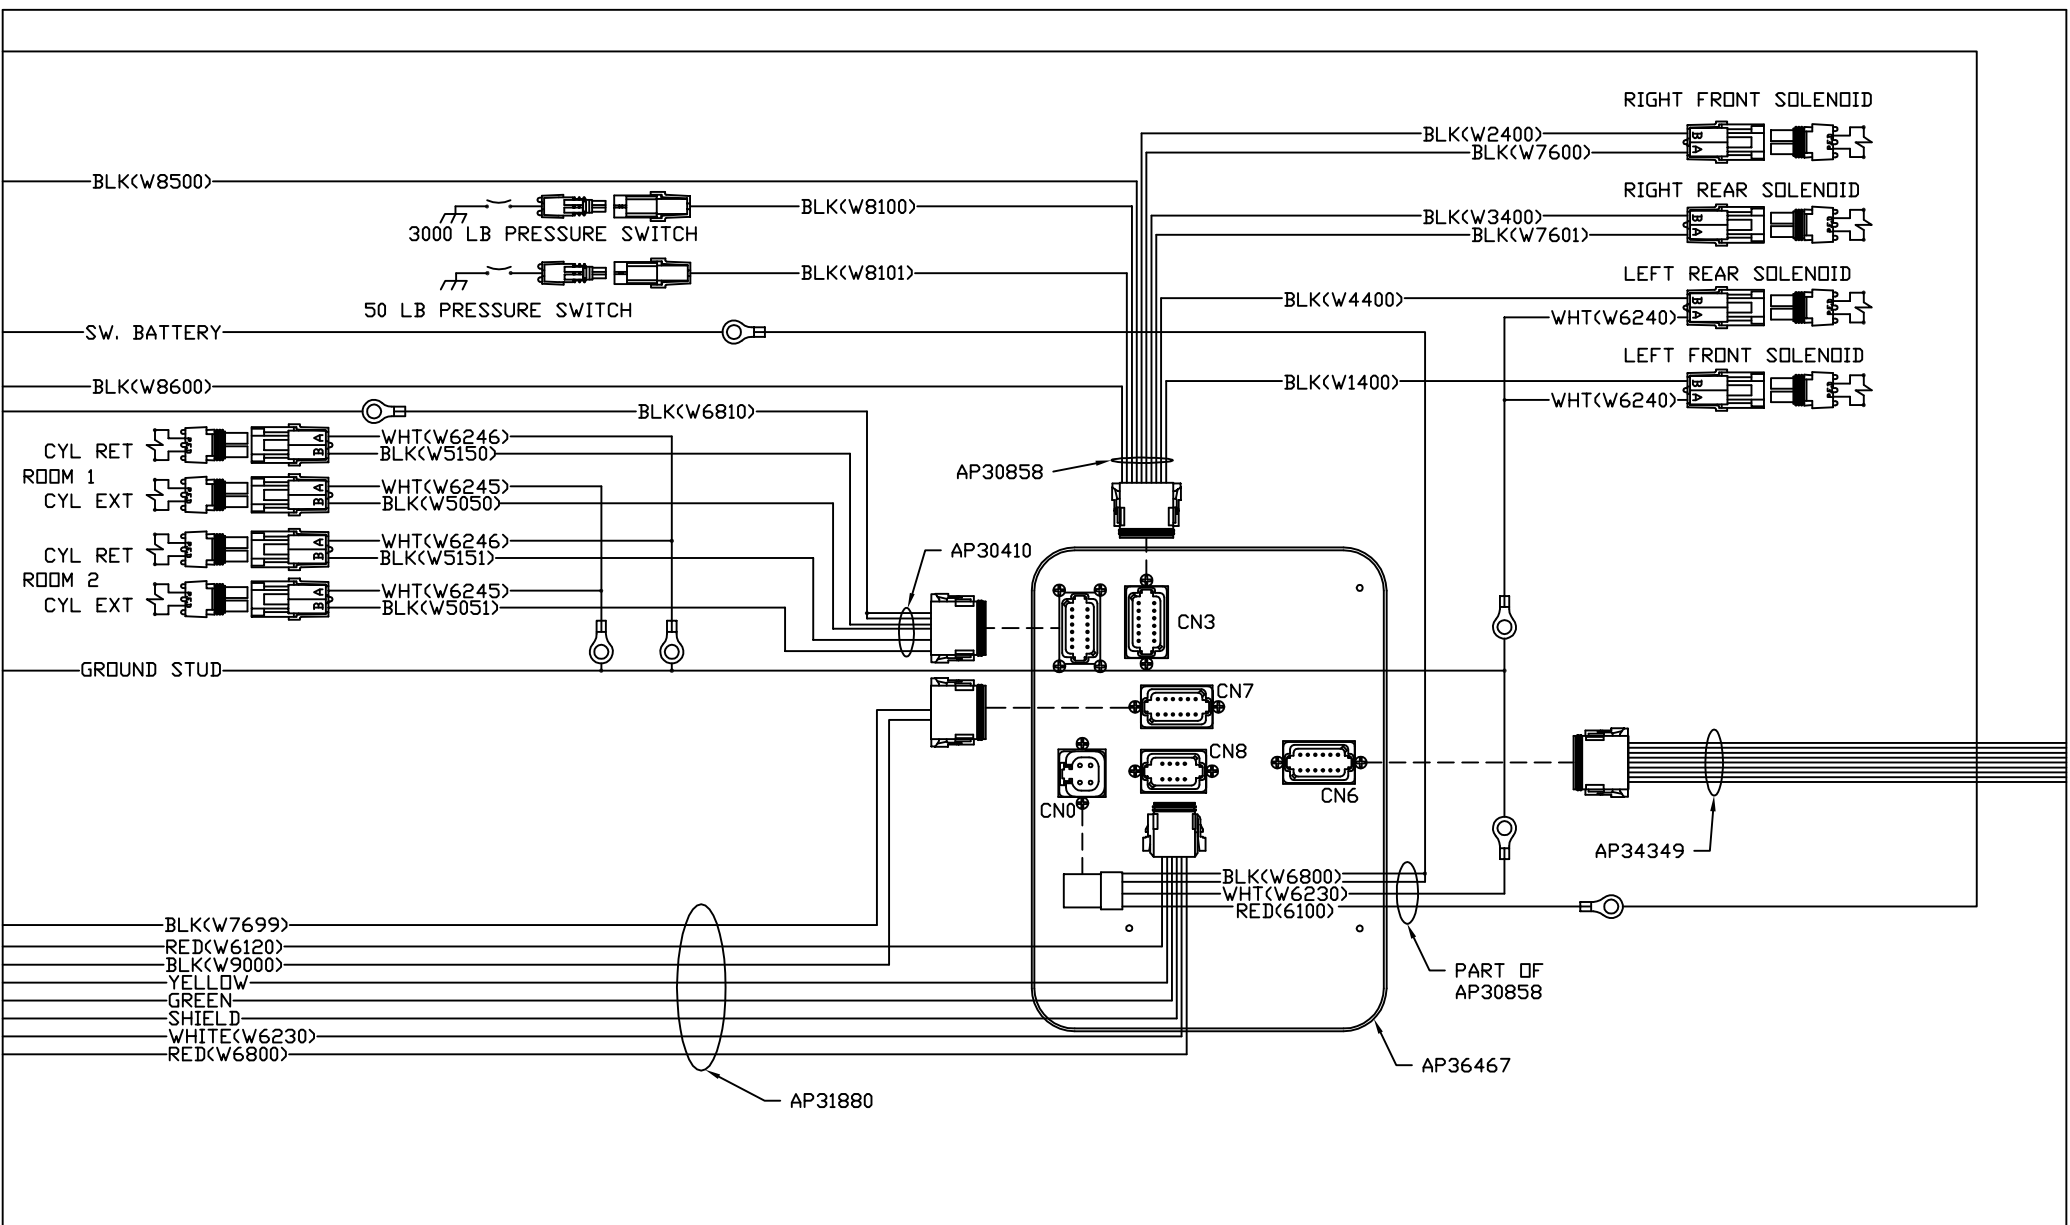 RIGHT FRONT SOLENOID
BLK(W2400)
BLK(W7600)
B
A
BLK(W8500)
RIGHT REAR SOLENOID
BLK(W8100)
BLK(W3400)
BLK(W7601)
B
A
3000 LB PRESSURE SWITCH
BLK(W8101)
LEFT REAR SOLENOID
BLK(W4400)
WHT(W6240)
B
A
50 LB PRESSURE SWITCH
SW. BATTERY
LEFT FRONT SOLENOID
BLK(W8600)
BLK(W1400)
WHT(W6240)
B
A
BLK(W6810)
CYL RET
A
B
WHT(W6246)
BLK(W5150)
ROOM 1
CYL EXT
A
B
WHT(W6245)
BLK(W5050)
AP30858
CYL RET
A
B
WHT(W6246)
BLK(W5151)
AP30410
ROOM 2
CYL EXT
A
B
WHT(W6245)
BLK(W5051)
CN3
GROUND STUD
CN7
CN8
CN6
CN0
AP34349
BLK(W6800)
WHT(W6230)
RED(6100)
BLK(W7699)
RED(W6120)
BLK(W9000)
YELLOW
GREEN
SHIELD
WHITE(W6230)
RED(W6800)
PART OF
AP30858
AP36467
AP31880